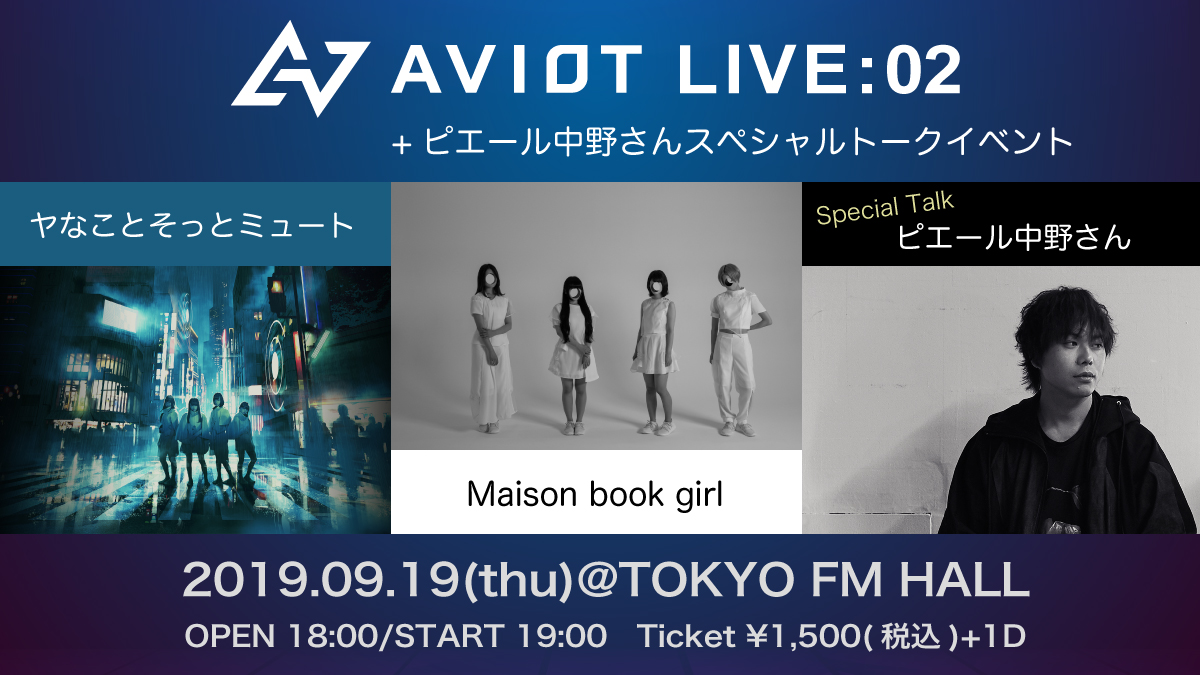 AVIOT LIVE:02
+ ピエール中野さんスペシャルトークイベント
ヤなことそっとミュート
Maison book girl
Special Talk
ピエール中野さん
2019.09.19(thu)@TOKYO FM HALL
OPEN 18:00/START 19:00 Ticket ¥1,500(税込)+1D